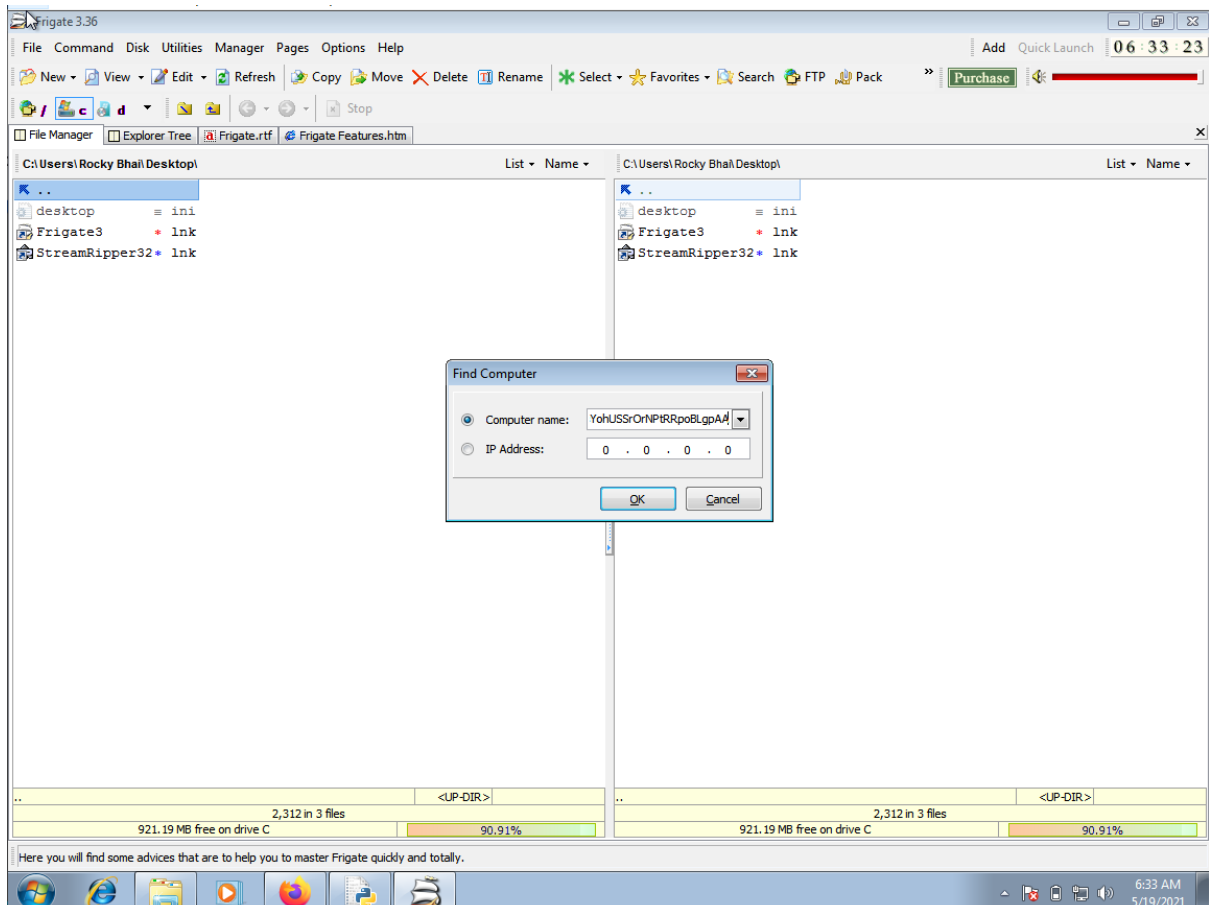 Frigate 3.36
File Command Disk Utilities Manager Pages Options Help Add Quick Launch 06:33:23
New View Edit Refresh Copy Move Delete Rename Select Favorites Search FTP Pack » Purchase
/ c d Stop
File Manager Explorer Tree Frigate.rtf Frigate Features.htm
C:\Users\Rocky Bhai\Desktop\ List Name C:\Users\Rocky Bhai\Desktop\ List Name
.. ..
desktop ≡ ini desktop ≡ ini
Frigate3 * lnk Frigate3 * lnk
StreamRipper32* lnk StreamRipper32* lnk
Find Computer
Computer name: YohUSSrOrNPtRRpoBLgpAA
IP Address: 0 . 0 . 0 . 0
OK Cancel
.. <UP-DIR> .. <UP-DIR>
2,312 in 3 files 2,312 in 3 files
921.19 MB free on drive C 90.91% 921.19 MB free on drive C 90.91%
Here you will find some advices that are to help you to master Frigate quickly and totally.
6:33 AM
5/19/2021